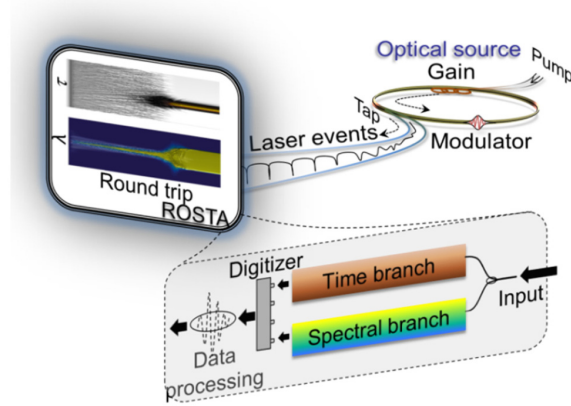 Optical source
Gain
Pump
Tap
Laser events
Modulator
τ
λ
Round trip
ROSTA
Digitizer
Time branch
Input
Spectral branch
Data
processing